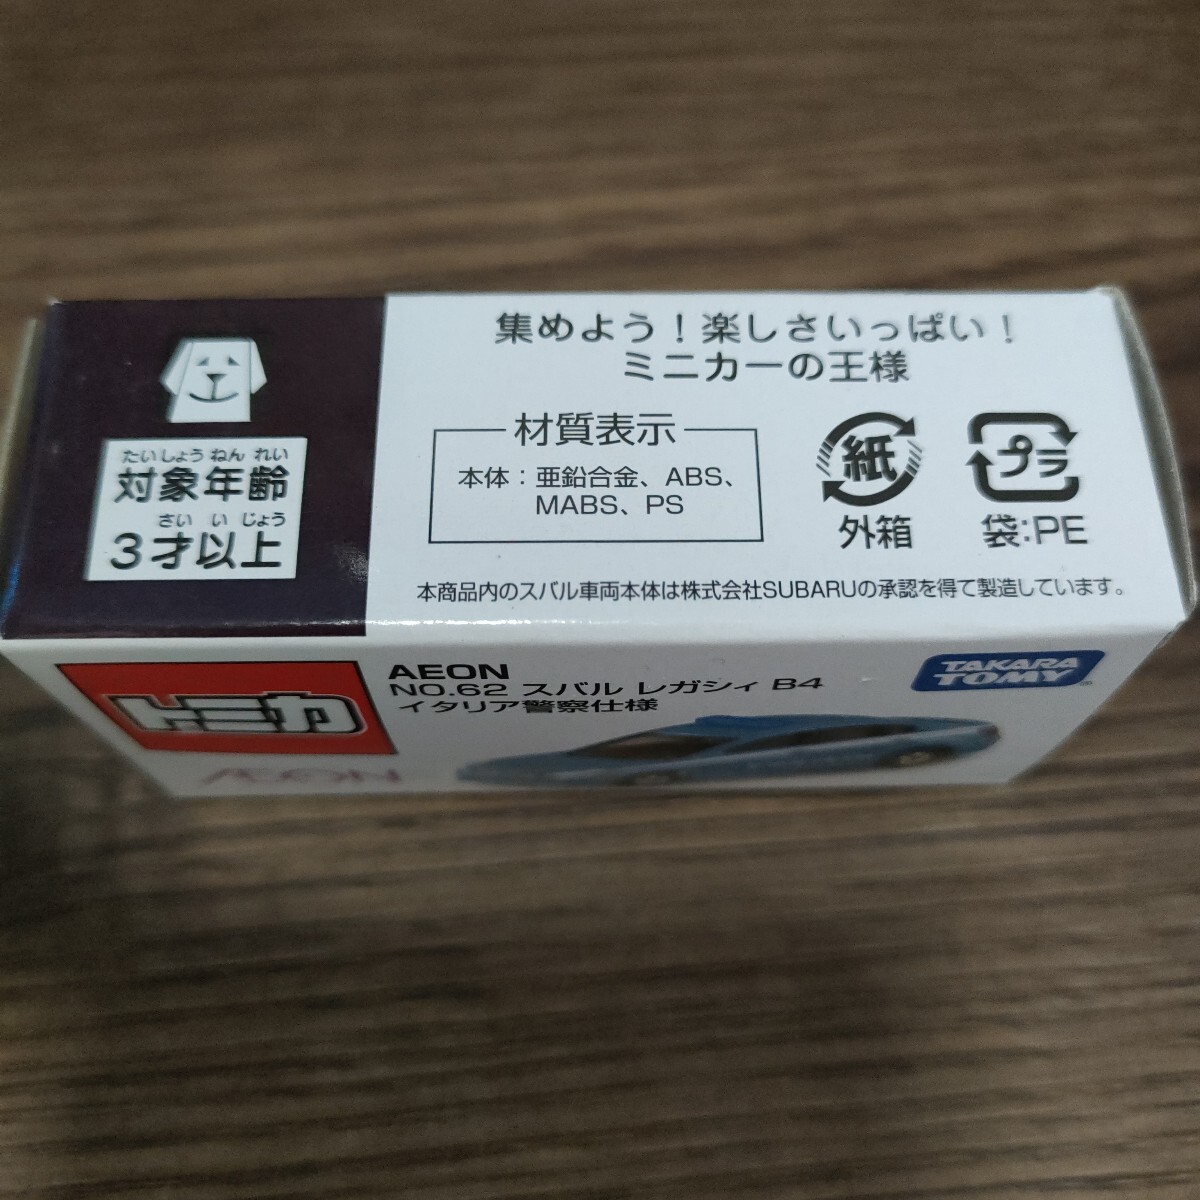 集めよう！楽しさいっぱい！
ミニカーの王様
たいしょう ねん れい
対象年齢
さい い じょう
3才以上
材質表示
本体：亜鉛合金、ABS、
MABS、PS
紙
外箱
プラ
袋:PE
本商品内のスバル車両本体は株式会社SUBARUの承認を得て製造しています。
トミカ
AEON
AEON
NO.62 スバル レガシィ B4
イタリア警察仕様
TAKARA
TOMY®